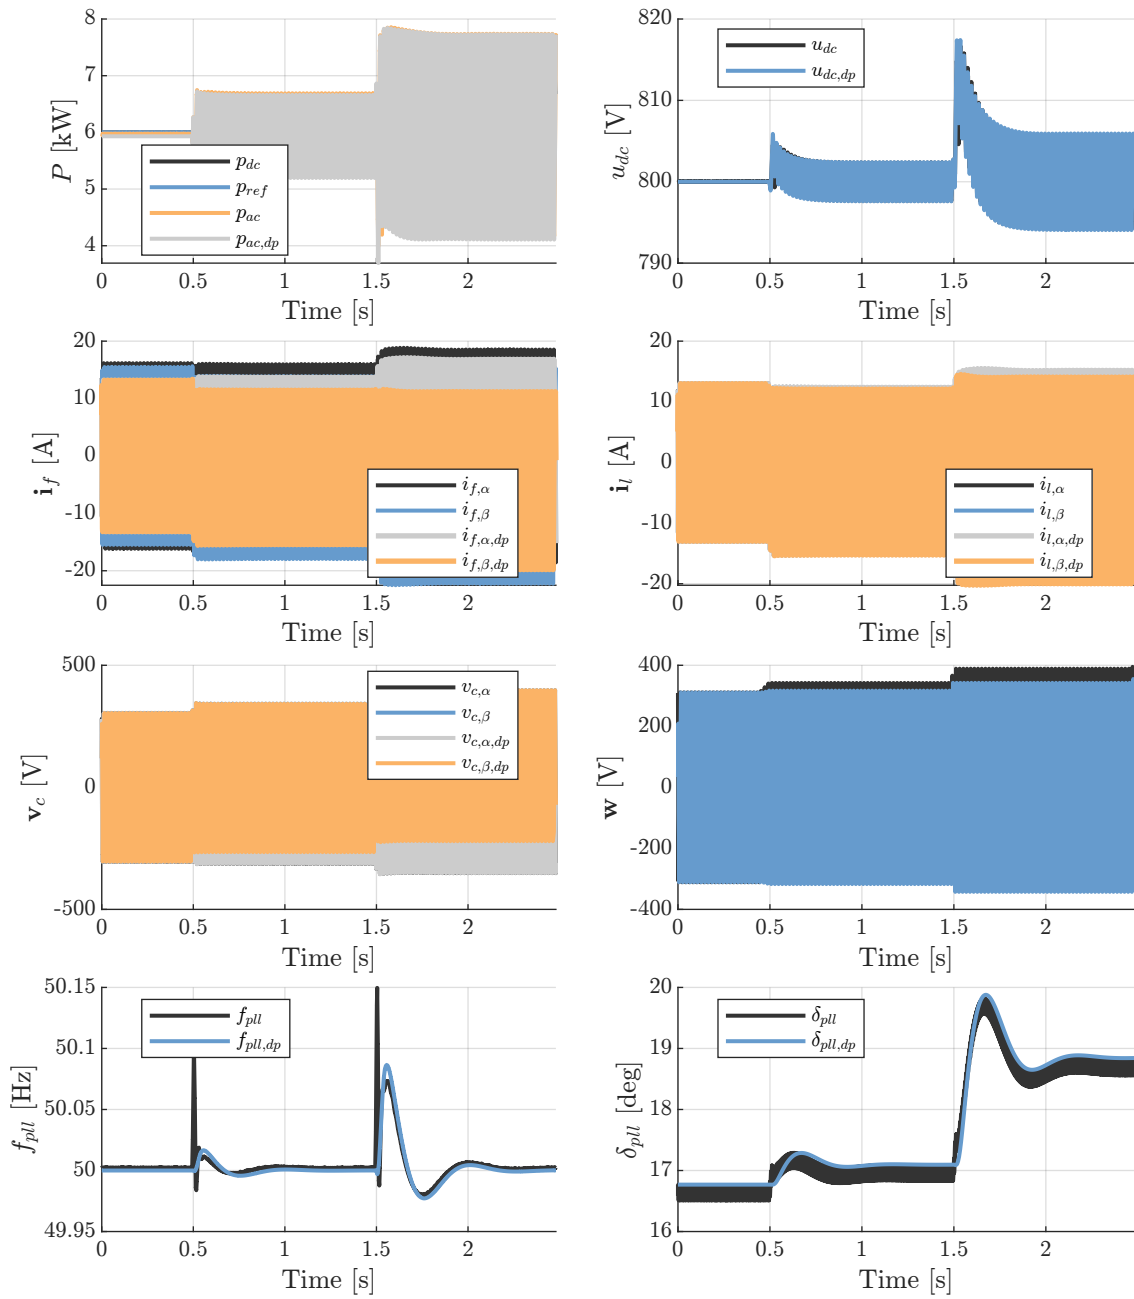 8
7
6
5
4
P [kW]
0
0.5
1
1.5
2
Time [s]
p_dc
p_ref
p_ac
p_ac,dp
820
810
800
790
u_dc [V]
0
0.5
1
1.5
2
Time [s]
u_dc
u_dc,dp
20
10
0
-10
-20
i_f [A]
0
0.5
1
1.5
2
Time [s]
i_f,α
i_f,β
i_f,α,dp
i_f,β,dp
20
10
0
-10
-20
i_l [A]
0
0.5
1
1.5
2
Time [s]
i_l,α
i_l,β
i_l,α,dp
i_l,β,dp
500
0
-500
v_c [V]
0
0.5
1
1.5
2
Time [s]
v_c,α
v_c,β
v_c,α,dp
v_c,β,dp
400
200
0
-200
-400
w [V]
0
0.5
1
1.5
2
Time [s]
50.15
50.1
50.05
50
49.95
f_pll [Hz]
0
0.5
1
1.5
2
Time [s]
f_pll
f_pll,dp
20
19
18
17
16
δ_pll [deg]
0
0.5
1
1.5
2
Time [s]
δ_pll
δ_pll,dp